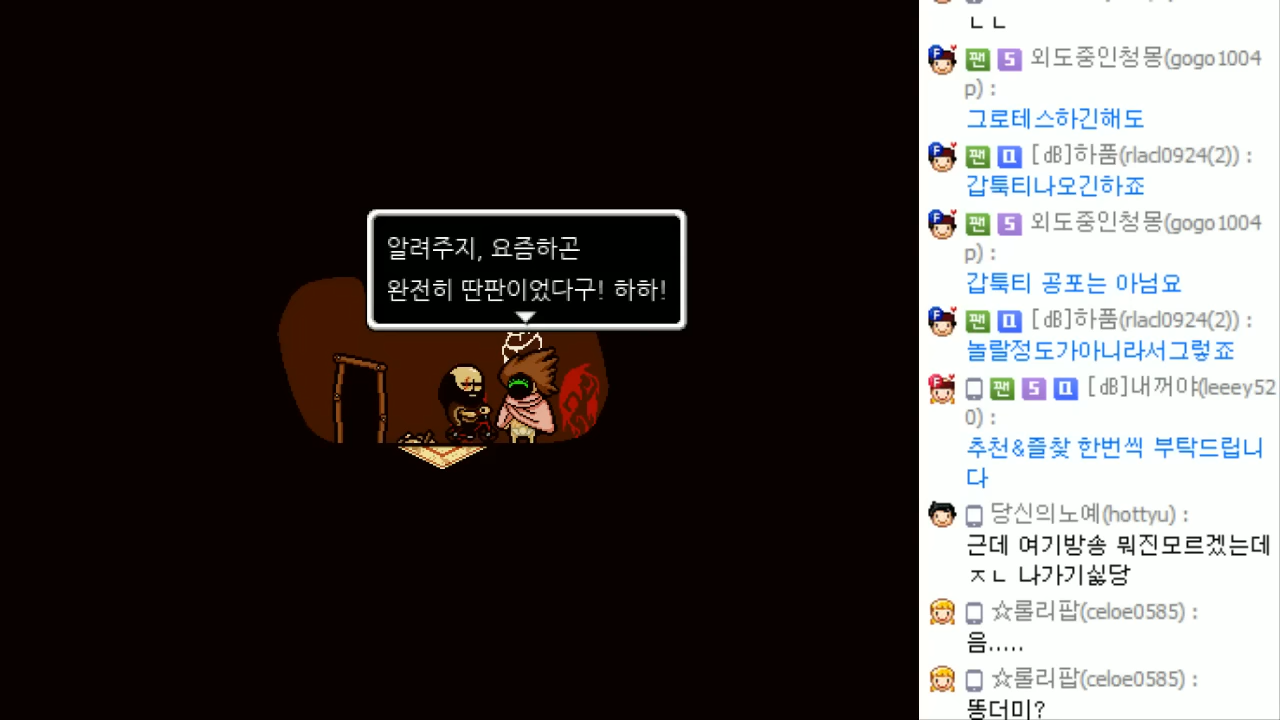 알려주지, 요즘하곤
완전히 딴판이었다구! 하하!
ㄴㄴ
팬 S 외도중인청몽(gogo1004
p) :
그로테스하긴해도
팬 Q [dB]하품(rlacl0924(2)) :
갑툭티나오긴하죠
팬 S 외도중인청몽(gogo1004
p) :
갑툭티 공포는 아넘요
팬 Q [dB]하품(rlacl0924(2)) :
놀랄정도가아니라서그렇죠
팬 S Q [dB]내꺼야(leeey52
0) :
추천&즐찾 한번씩 부탁드립니
다
당신의노예(hottyu) :
근데 여기방송 뭐진모르겠는데
ㅈㄴ 나가기싫당
☆롤리팝(celoe0585) :
음.....
☆롤리팝(celoe0585) :
똥더미?